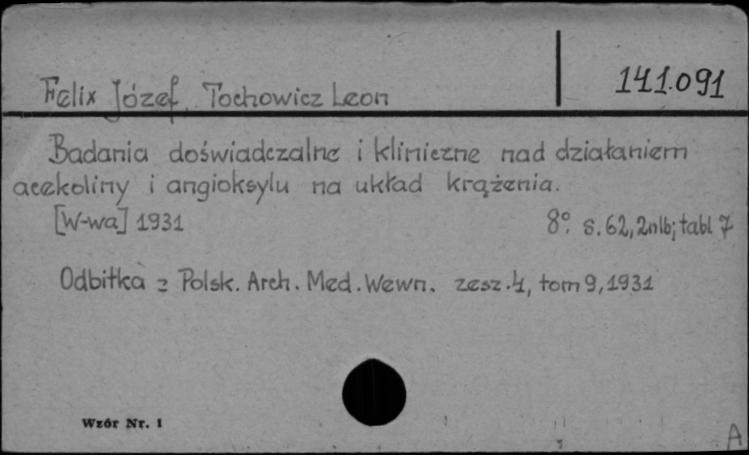 Felix Józef, Tochowicz Leon
141.091
Badania doświadczalne i kliniczne nad działaniem
acekoliny i angioksylu na układ krążenia.
[W-wa] 1931 8° s. 62, 2nlb; tabl 7
Odbitka z Polsk. Arch. Med. Wewn. zesz. 4, tom 9, 1931
Wzór Nr. 1
A